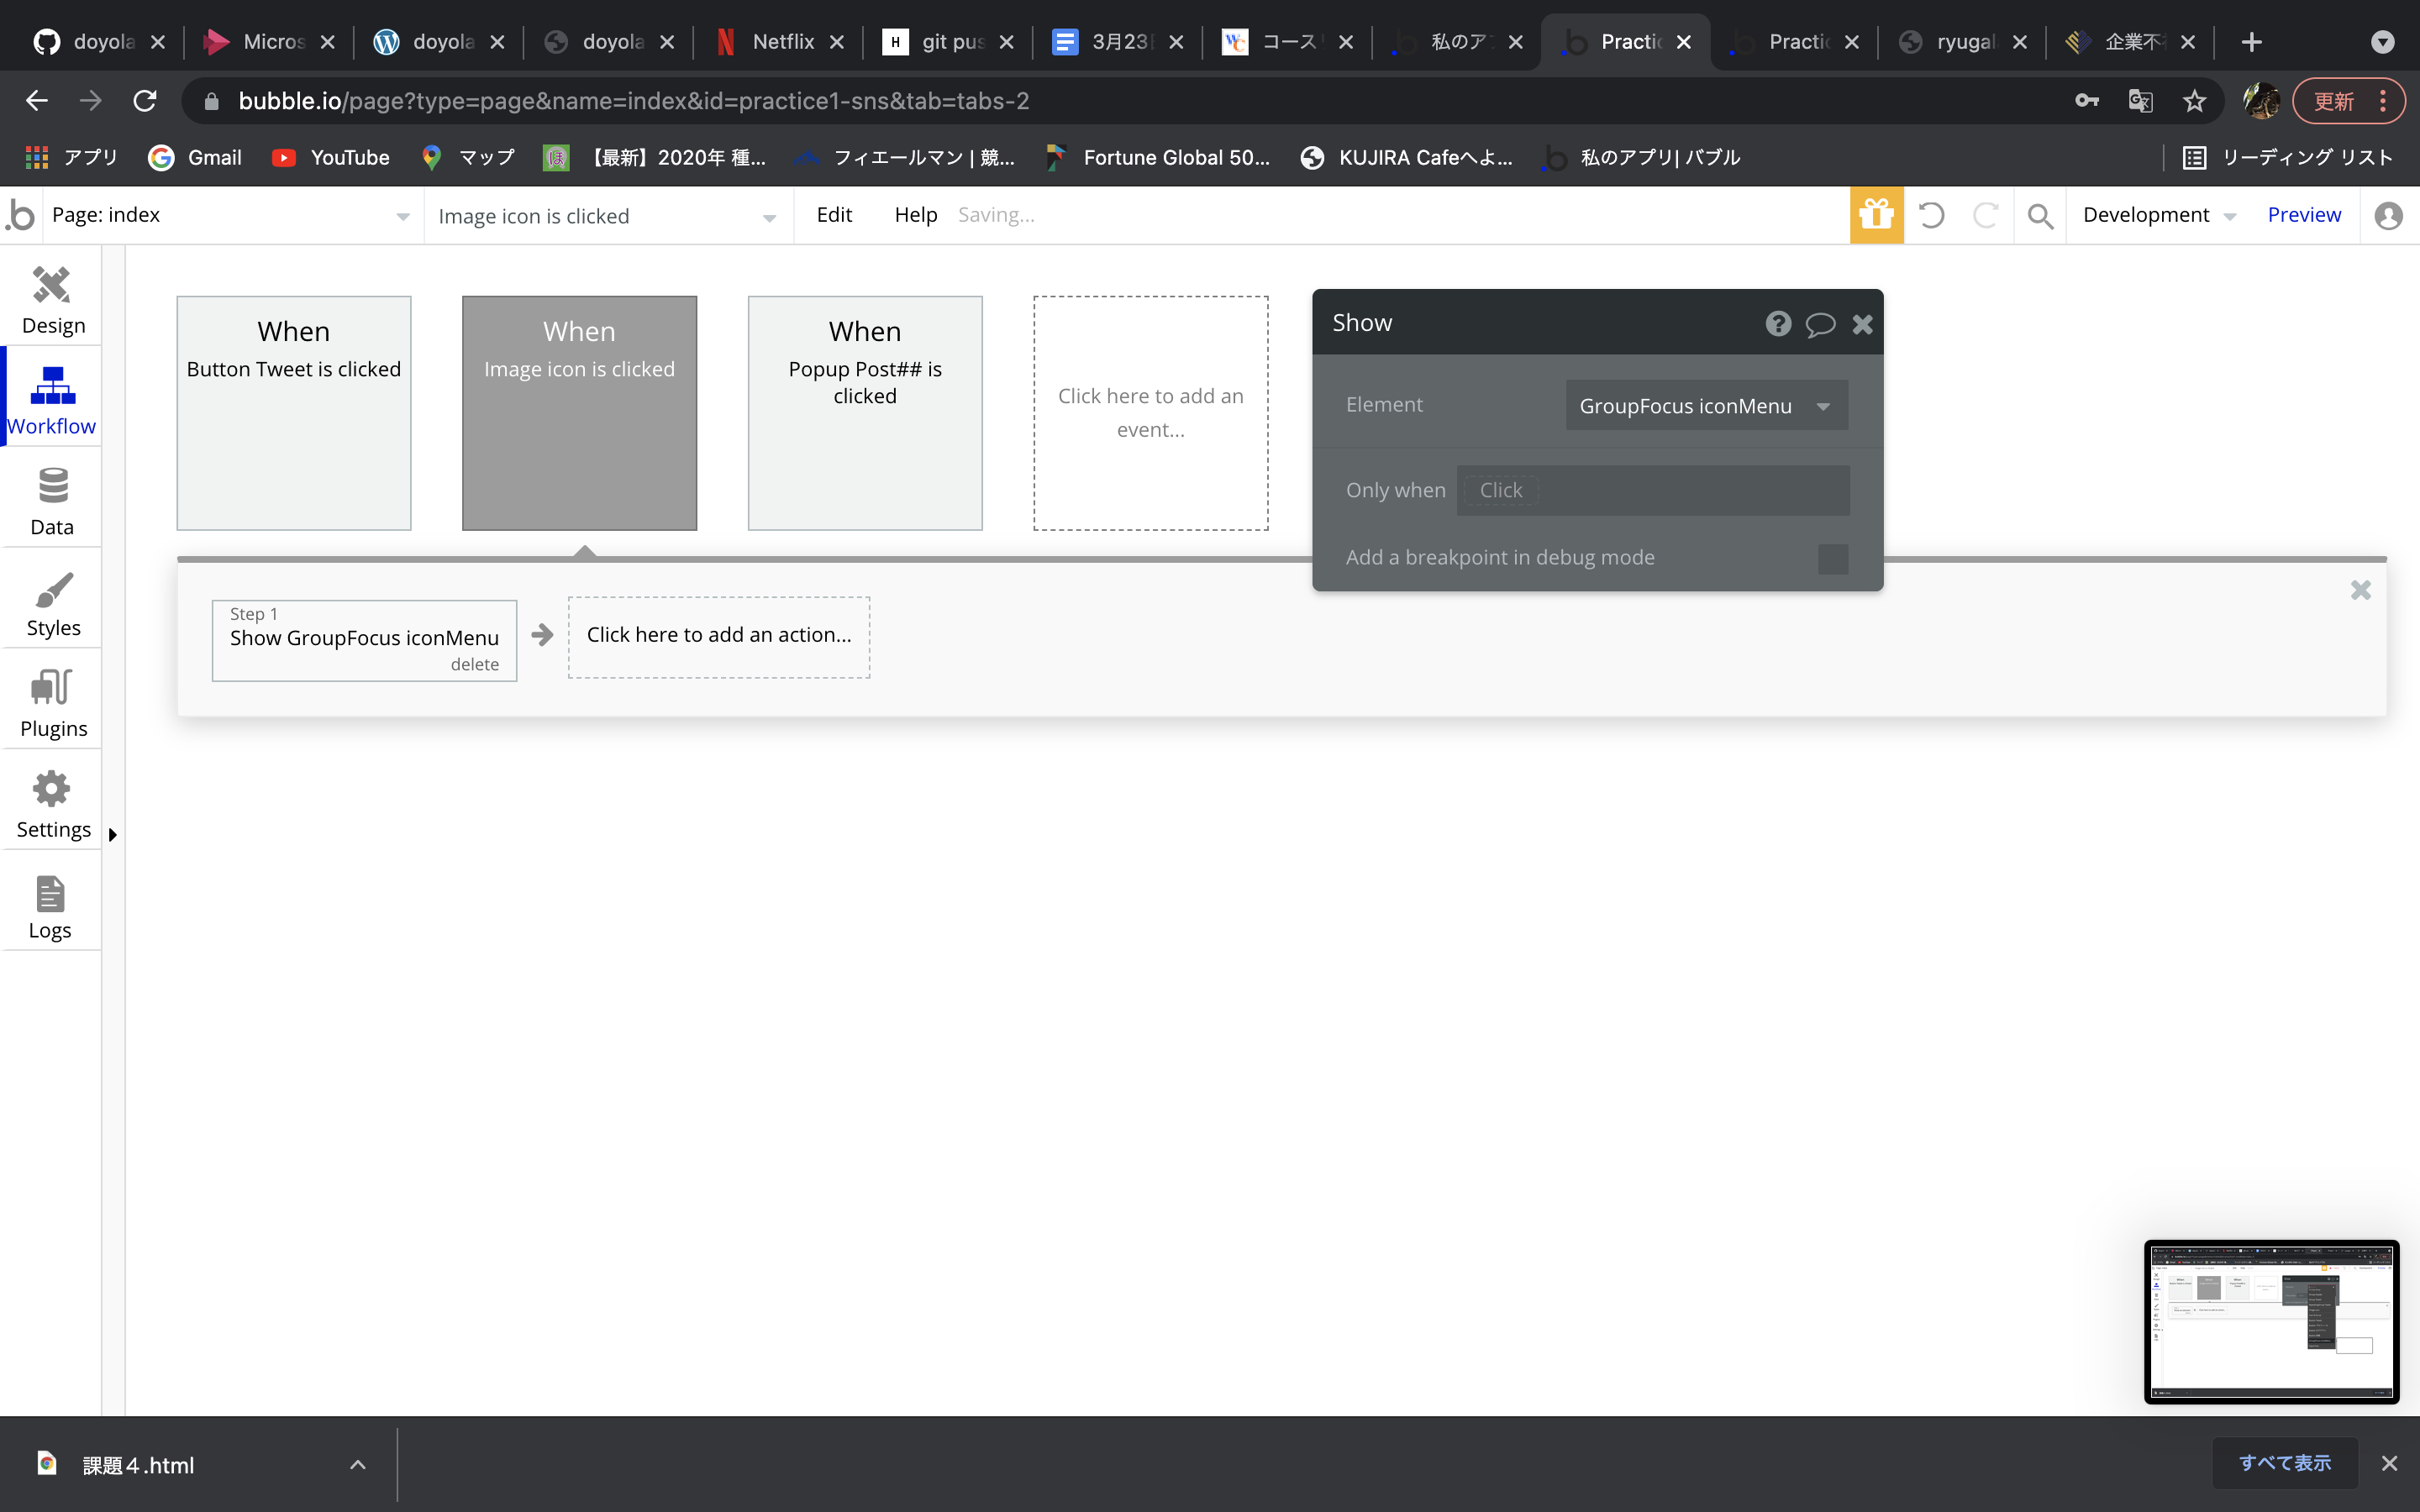 doyola
Micros
doyola
doyola
Netflix
git pus
3月23日
コース
私のア
Practic
Practic
ryugal
企業不
bubble.io/page?type=page&name=index&id=practice1-sns&tab=tabs-2
更新
アプリ
Gmail
YouTube
マップ
【最新】2020年 種...
フィエールマン | 競...
Fortune Global 50...
KUJIRA Cafeへよ...
私のアプリ| バブル
リーディング リスト
Page: index
Image icon is clicked
Edit
Help
Saving...
Development
Preview
Design
Workflow
Data
Styles
Plugins
Settings
Logs
When
Button Tweet is clicked
When
Image icon is clicked
When
Popup Post## is
clicked
Click here to add an
event...
Show
Element
GroupFocus iconMenu
Only when
Click
Add a breakpoint in debug mode
Step 1
Show GroupFocus iconMenu
delete
Click here to add an action...
課題４.html
すべて表示